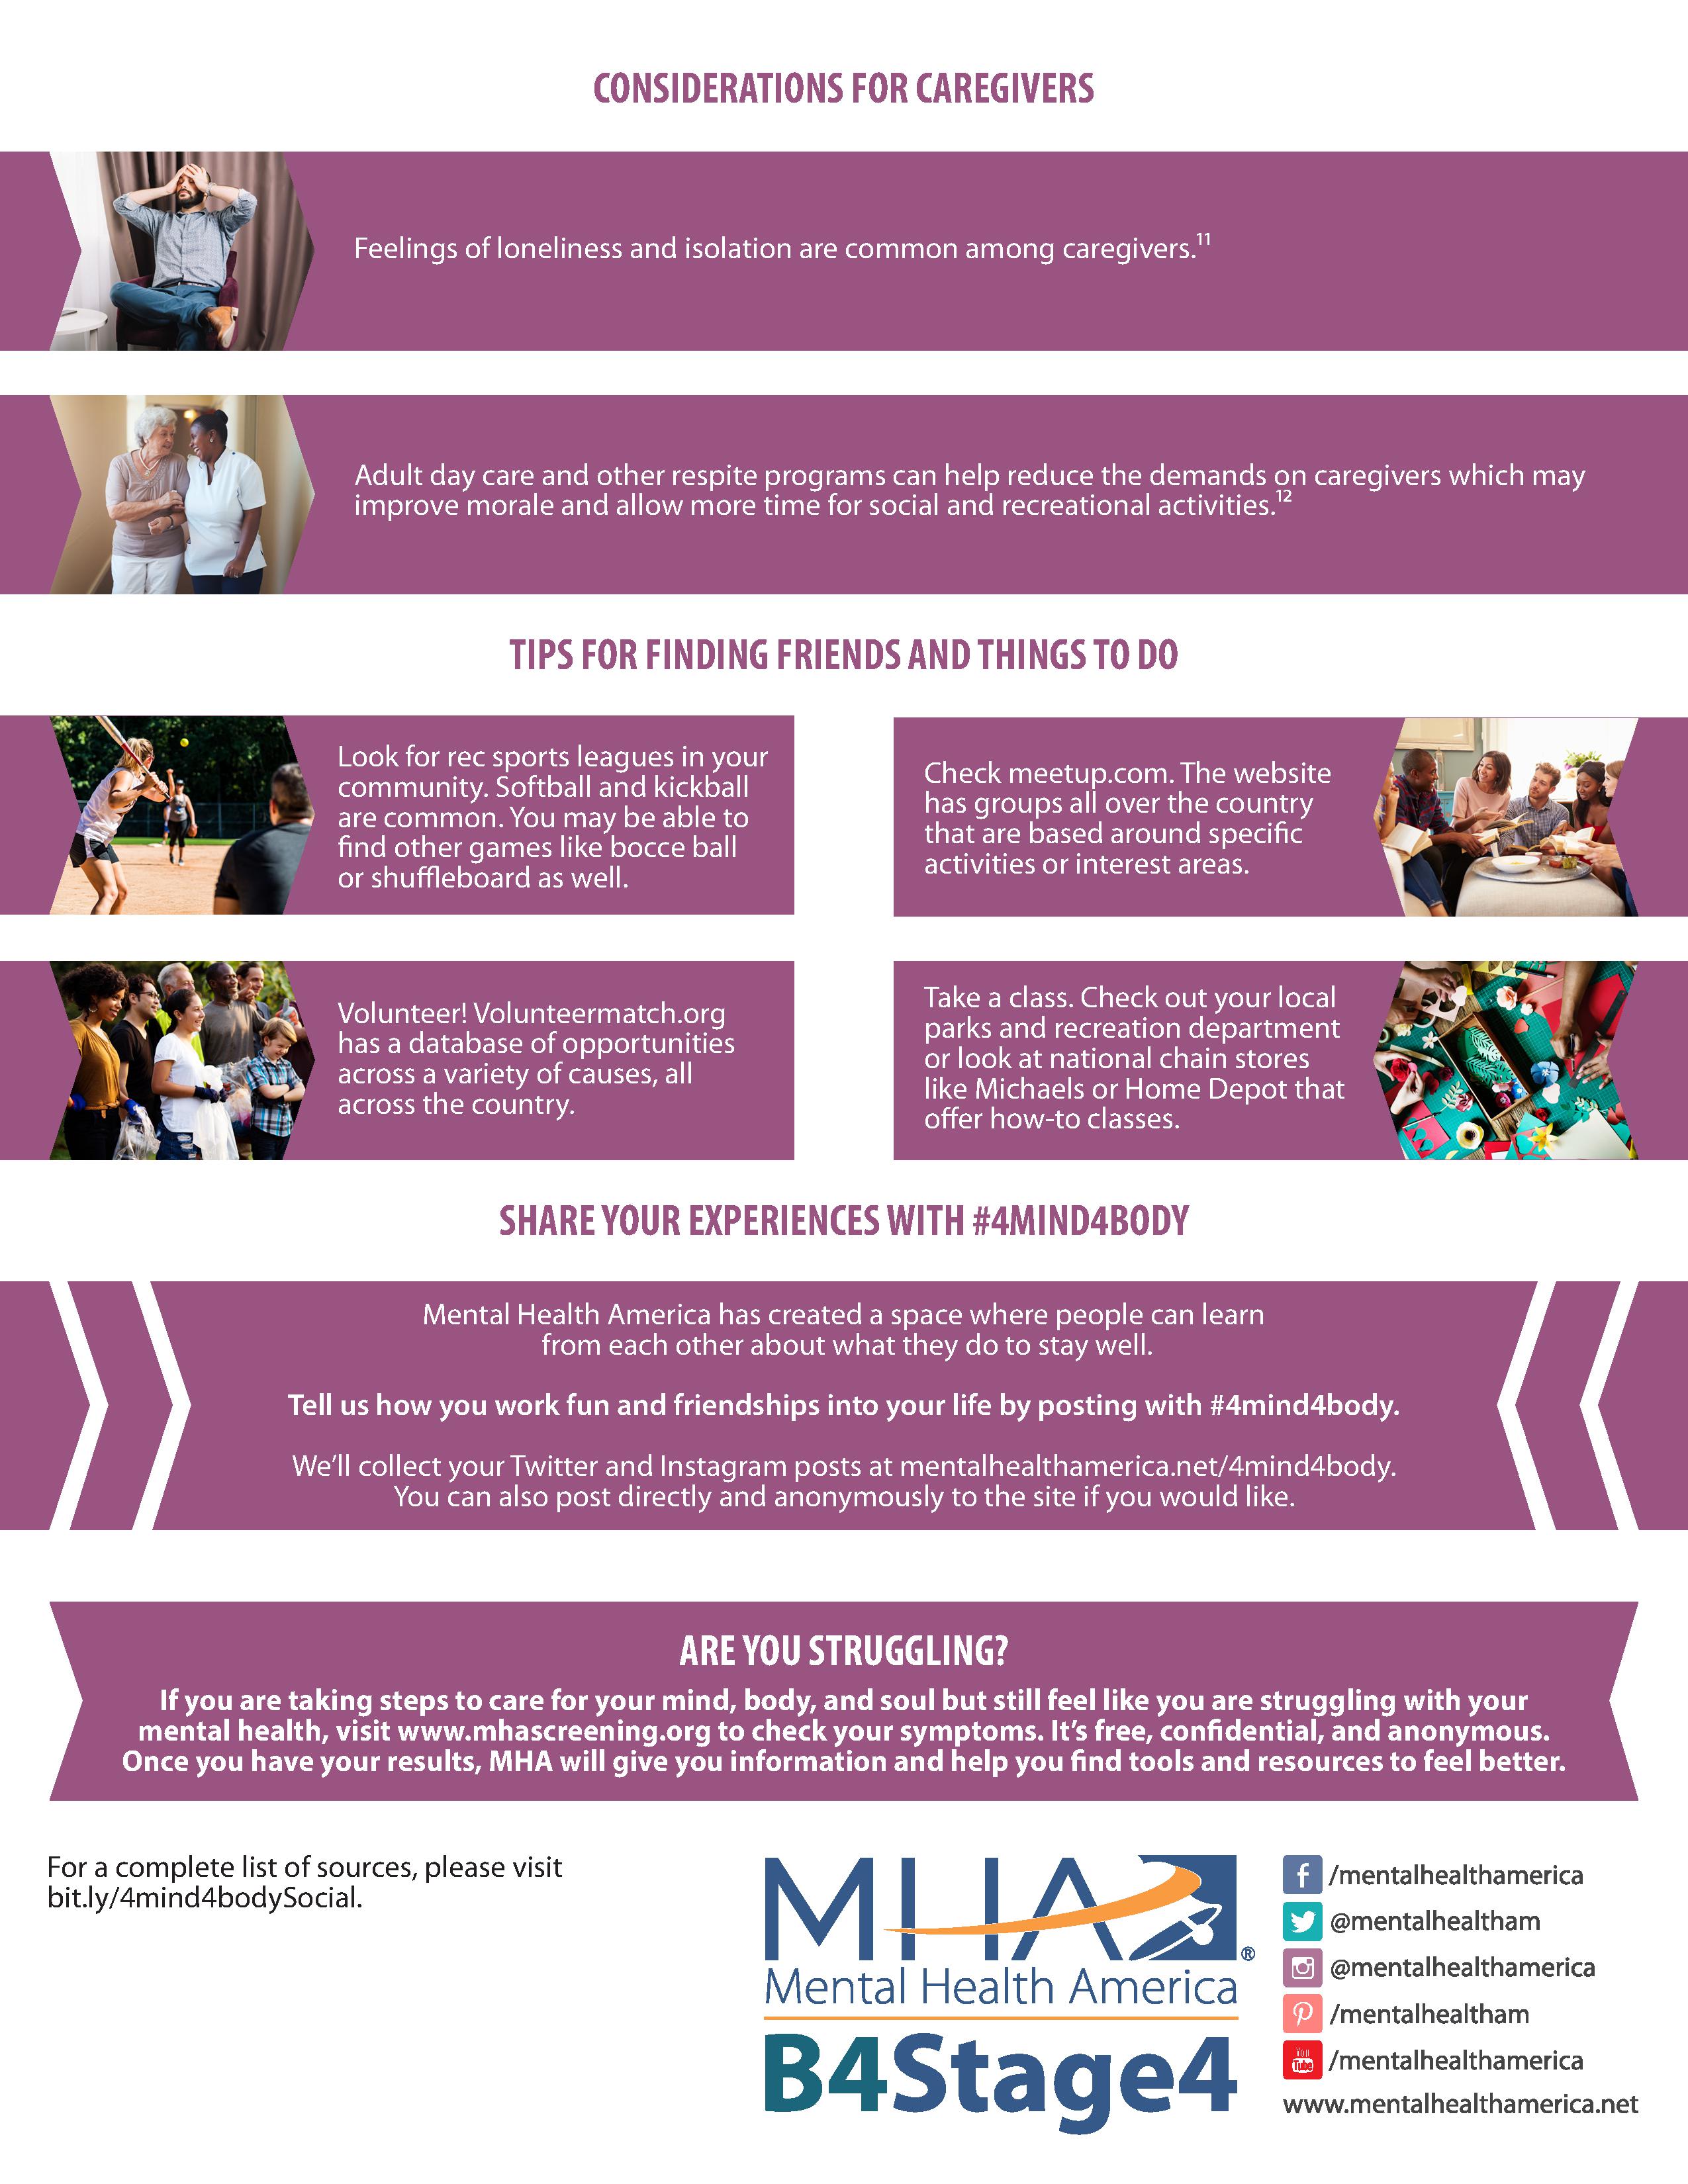 CONSIDERATIONS FOR CAREGIVERS
Feelings of loneliness and isolation are common among caregivers.¹¹
Adult day care and other respite programs can help reduce the demands on caregivers which may
improve morale and allow more time for social and recreational activities.¹²
TIPS FOR FINDING FRIENDS AND THINGS TO DO
Look for rec sports leagues in your
community. Softball and kickball
are common. You may be able to
find other games like bocce ball
or shuffleboard as well.
Check meetup.com. The website
has groups all over the country
that are based around specific
activities or interest areas.
Volunteer! Volunteermatch.org
has a database of opportunities
across a variety of causes, all
across the country.
Take a class. Check out your local
parks and recreation department
or look at national chain stores
like Michaels or Home Depot that
offer how-to classes.
SHARE YOUR EXPERIENCES WITH #4MIND4BODY
Mental Health America has created a space where people can learn
from each other about what they do to stay well.
Tell us how you work fun and friendships into your life by posting with #4mind4body.
We’ll collect your Twitter and Instagram posts at mentalhealthamerica.net/4mind4body.
You can also post directly and anonymously to the site if you would like.
ARE YOU STRUGGLING?
If you are taking steps to care for your mind, body, and soul but still feel like you are struggling with your
mental health, visit www.mhascreening.org to check your symptoms. It’s free, confidential, and anonymous.
Once you have your results, MHA will give you information and help you find tools and resources to feel better.
For a complete list of sources, please visit
bit.ly/4mind4bodySocial.
MHA®
Mental Health America
B4Stage4
f /mentalhealthamerica
@mentalhealtham
@mentalhealthamerica
/mentalhealtham
You Tube /mentalhealthamerica
www.mentalhealthamerica.net